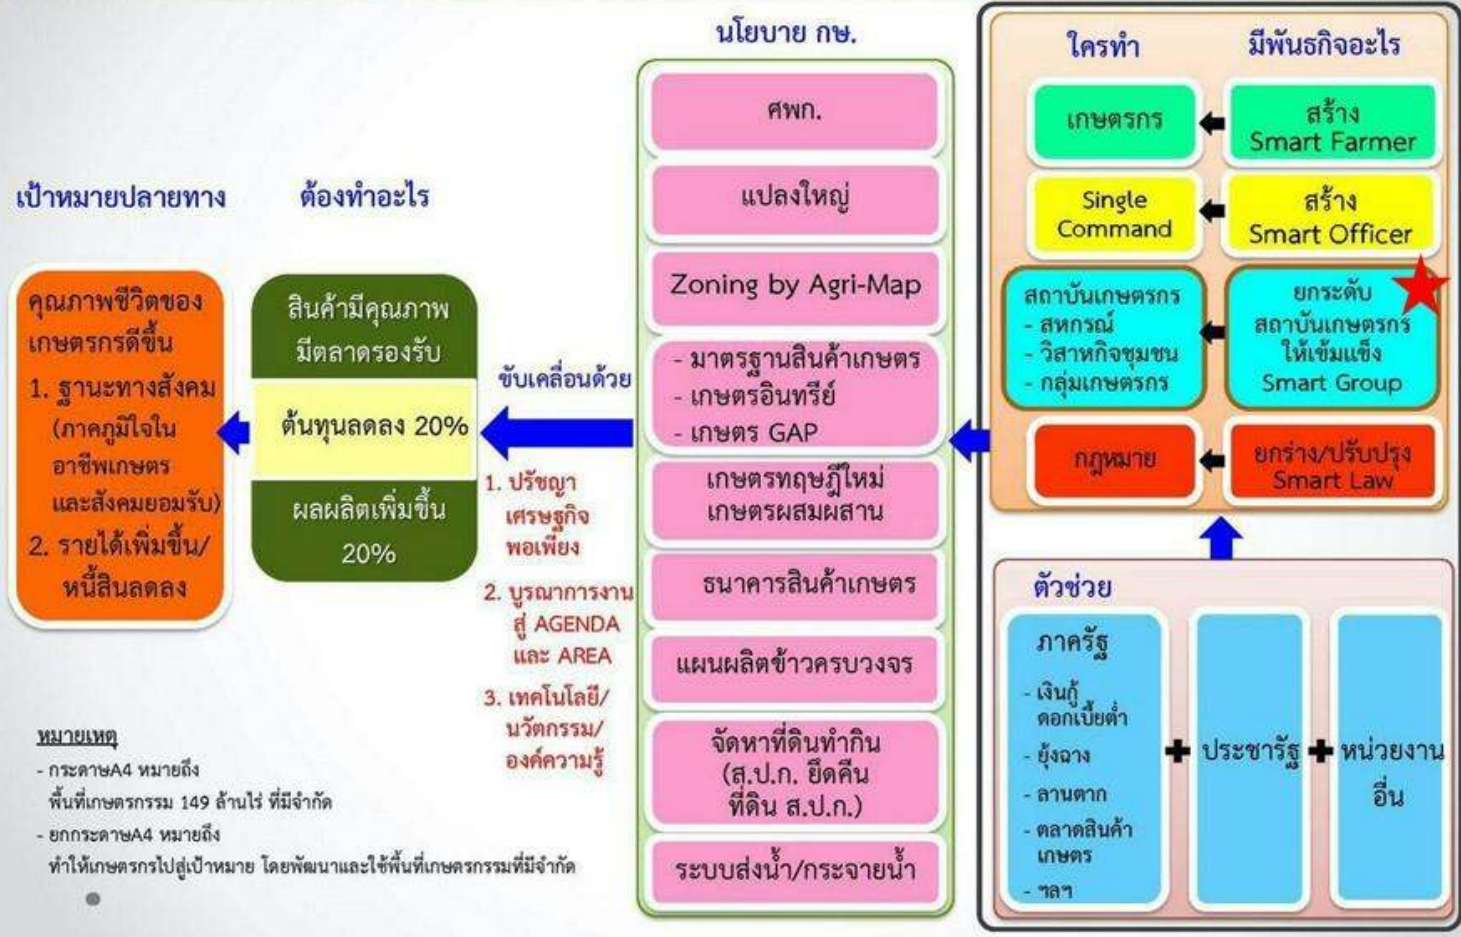 เป้าหมายปลายทาง
คุณภาพชีวิตของ
เกษตรกรดีขึ้น
1. ฐานะทางสังคม
(ภาคภูมิใจใน
อาชีพเกษตร
และสังคมยอมรับ)
2. รายได้เพิ่มขึ้น/
หนี้สินลดลง
ต้องทำอะไร
สินค้ามีคุณภาพ
มีตลาดรองรับ
ต้นทุนลดลง 20%
ผลผลิตเพิ่มขึ้น
20%
ขับเคลื่อนด้วย
1. ปรัชญา
เศรษฐกิจ
พอเพียง
2. บูรณาการงาน
สู่ AGENDA
และ AREA
3. เทคโนโลยี/
นวัตกรรม/
องค์ความรู้
นโยบาย กษ.
ศพก.
แปลงใหญ่
Zoning by Agri-Map
- มาตรฐานสินค้าเกษตร
- เกษตรอินทรีย์
- เกษตร GAP
เกษตรทฤษฎีใหม่
เกษตรผสมผสาน
ธนาคารสินค้าเกษตร
แผนผลิตข้าวครบวงจร
จัดหาที่ดินทำกิน
(ส.ป.ก. ยึดคืน
ที่ดิน ส.ป.ก.)
ระบบส่งน้ำ/กระจายน้ำ
ใครทำ
มีพันธกิจอะไร
เกษตรกร
สร้าง
Smart Farmer
Single
Command
สร้าง
Smart Officer
สถาบันเกษตรกร
- สหกรณ์
- วิสาหกิจชุมชน
- กลุ่มเกษตรกร
ยกระดับ
สถาบันเกษตรกร
ให้เข้มแข็ง
Smart Group
กฎหมาย
ยกร่าง/ปรับปรุง
Smart Law
ตัวช่วย
ภาครัฐ
- เงินกู้
ดอกเบี้ยต่ำ
- ยุ้งฉาง
- ลานตาก
- ตลาดสินค้า
เกษตร
- ฯลฯ
ประชารัฐ
หน่วยงาน
อื่น
หมายเหตุ
- กระดาษA4 หมายถึง
พื้นที่เกษตรกรรม 149 ล้านไร่ ที่มีจำกัด
- ยกกระดาษA4 หมายถึง
ทำให้เกษตรกรไปสู่เป้าหมาย โดยพัฒนาและใช้พื้นที่เกษตรกรรมที่มีจำกัด